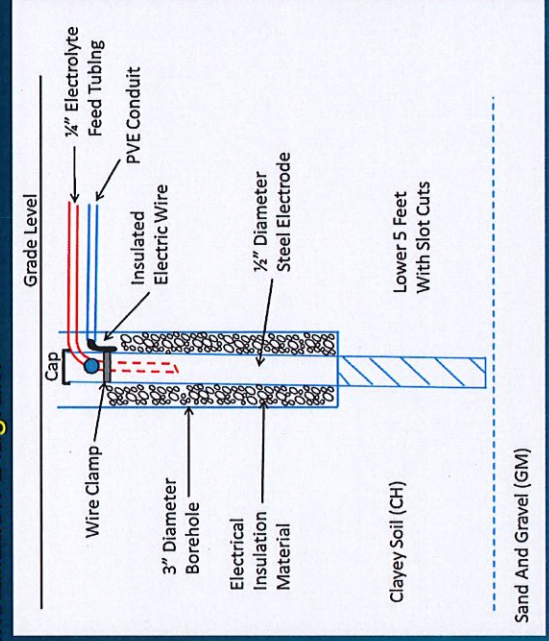 Grade Level
Cap
¼" Electrolyte
Feed Tubing
PVE Conduit
Insulated
Electric Wire
Wire Clamp
3" Diameter
Borehole
½" Diameter
Steel Electrode
Electrical
Insulation
Material
Lower 5 Feet
With Slot Cuts
Clayey Soil (CH)
Sand And Gravel (GM)